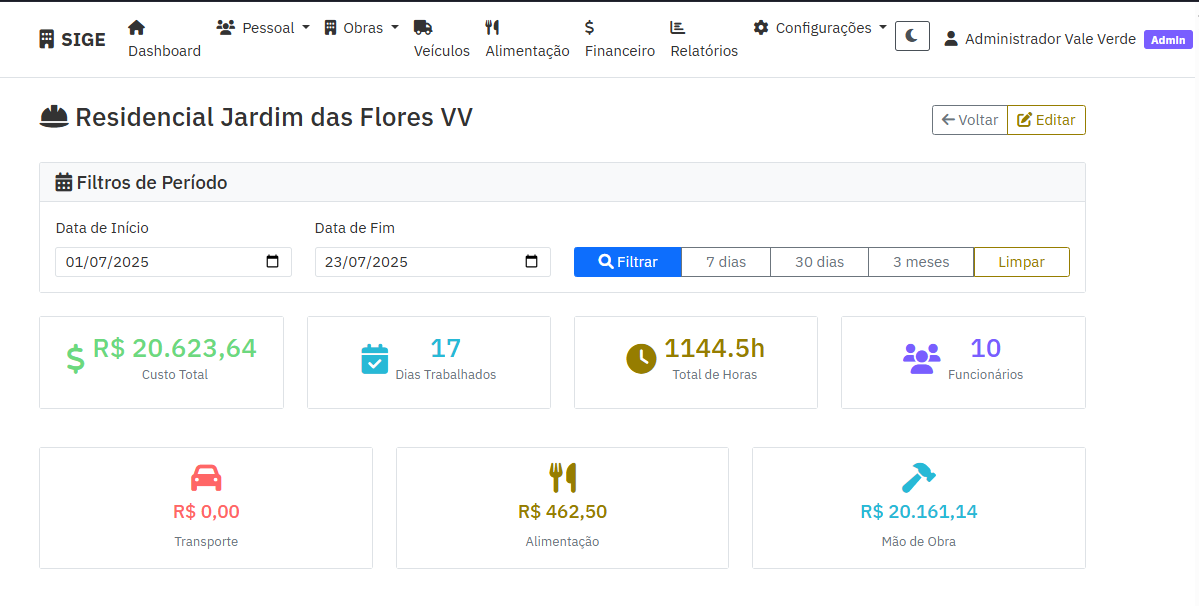 SIGE
Dashboard
Pessoal
Obras
Veículos
Alimentação
$
Financeiro
Relatórios
Configurações
Administrador Vale Verde
Admin
Residencial Jardim das Flores VV
Voltar
Editar
Filtros de Período
Data de Início
Data de Fim
01/07/2025
23/07/2025
Filtrar
7 dias
30 dias
3 meses
Limpar
$
R$ 20.623,64
Custo Total
17
Dias Trabalhados
1144.5h
Total de Horas
10
Funcionários
R$ 0,00
Transporte
R$ 462,50
Alimentação
R$ 20.161,14
Mão de Obra